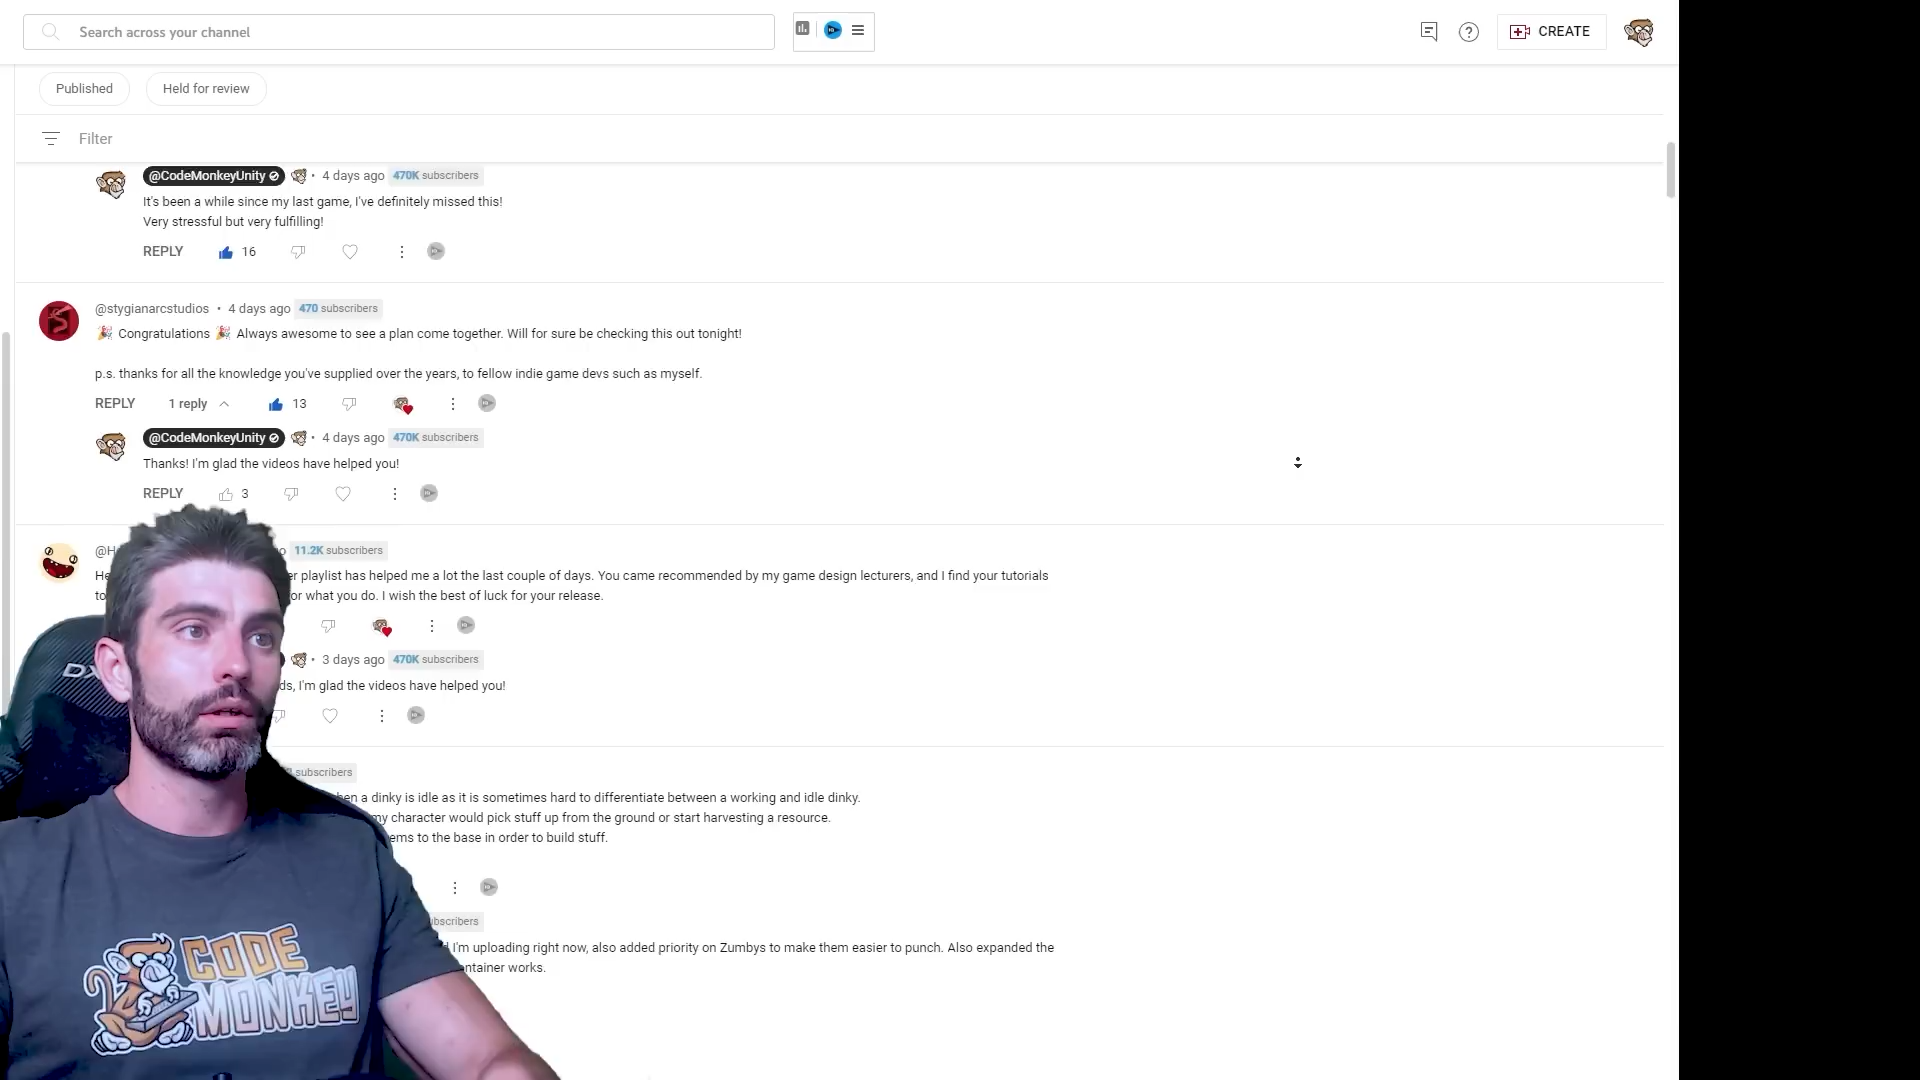 Search across your channel
CREATE
Published
Held for review
Filter
@CodeMonkeyUnity
4 days ago
470K subscribers
It's been a while since my last game, I've definitely missed this!
Very stressful but very fulfilling!
REPLY
16
@stygianarcstudios • 4 days ago
470 subscribers
🎉 Congratulations 🎉 Always awesome to see a plan come together. Will for sure be checking this out tonight!
p.s. thanks for all the knowledge you've supplied over the years, to fellow indie game devs such as myself.
REPLY
1 reply
13
@CodeMonkeyUnity
4 days ago
470K subscribers
Thanks! I'm glad the videos have helped you!
REPLY
3
11.2K subscribers
playlist has helped me a lot the last couple of days. You came recommended by my game design lecturers, and I find your tutorials
for what you do. I wish the best of luck for your release.
3 days ago
470K subscribers
I'm glad the videos have helped you!
subscribers
a dinky is idle as it is sometimes hard to differentiate between a working and idle dinky.
my character would pick stuff up from the ground or start harvesting a resource.
to the base in order to build stuff.
I'm uploading right now, also added priority on Zumbys to make them easier to punch. Also expanded the
works.
CODE
MONKEY